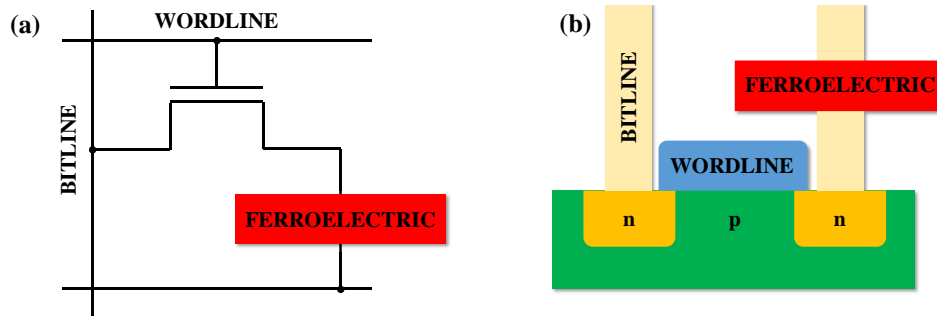 (a)
WORDLINE
BITLINE
FERROELECTRIC
(b)
BITLINE
FERROELECTRIC
WORDLINE
n
p
n